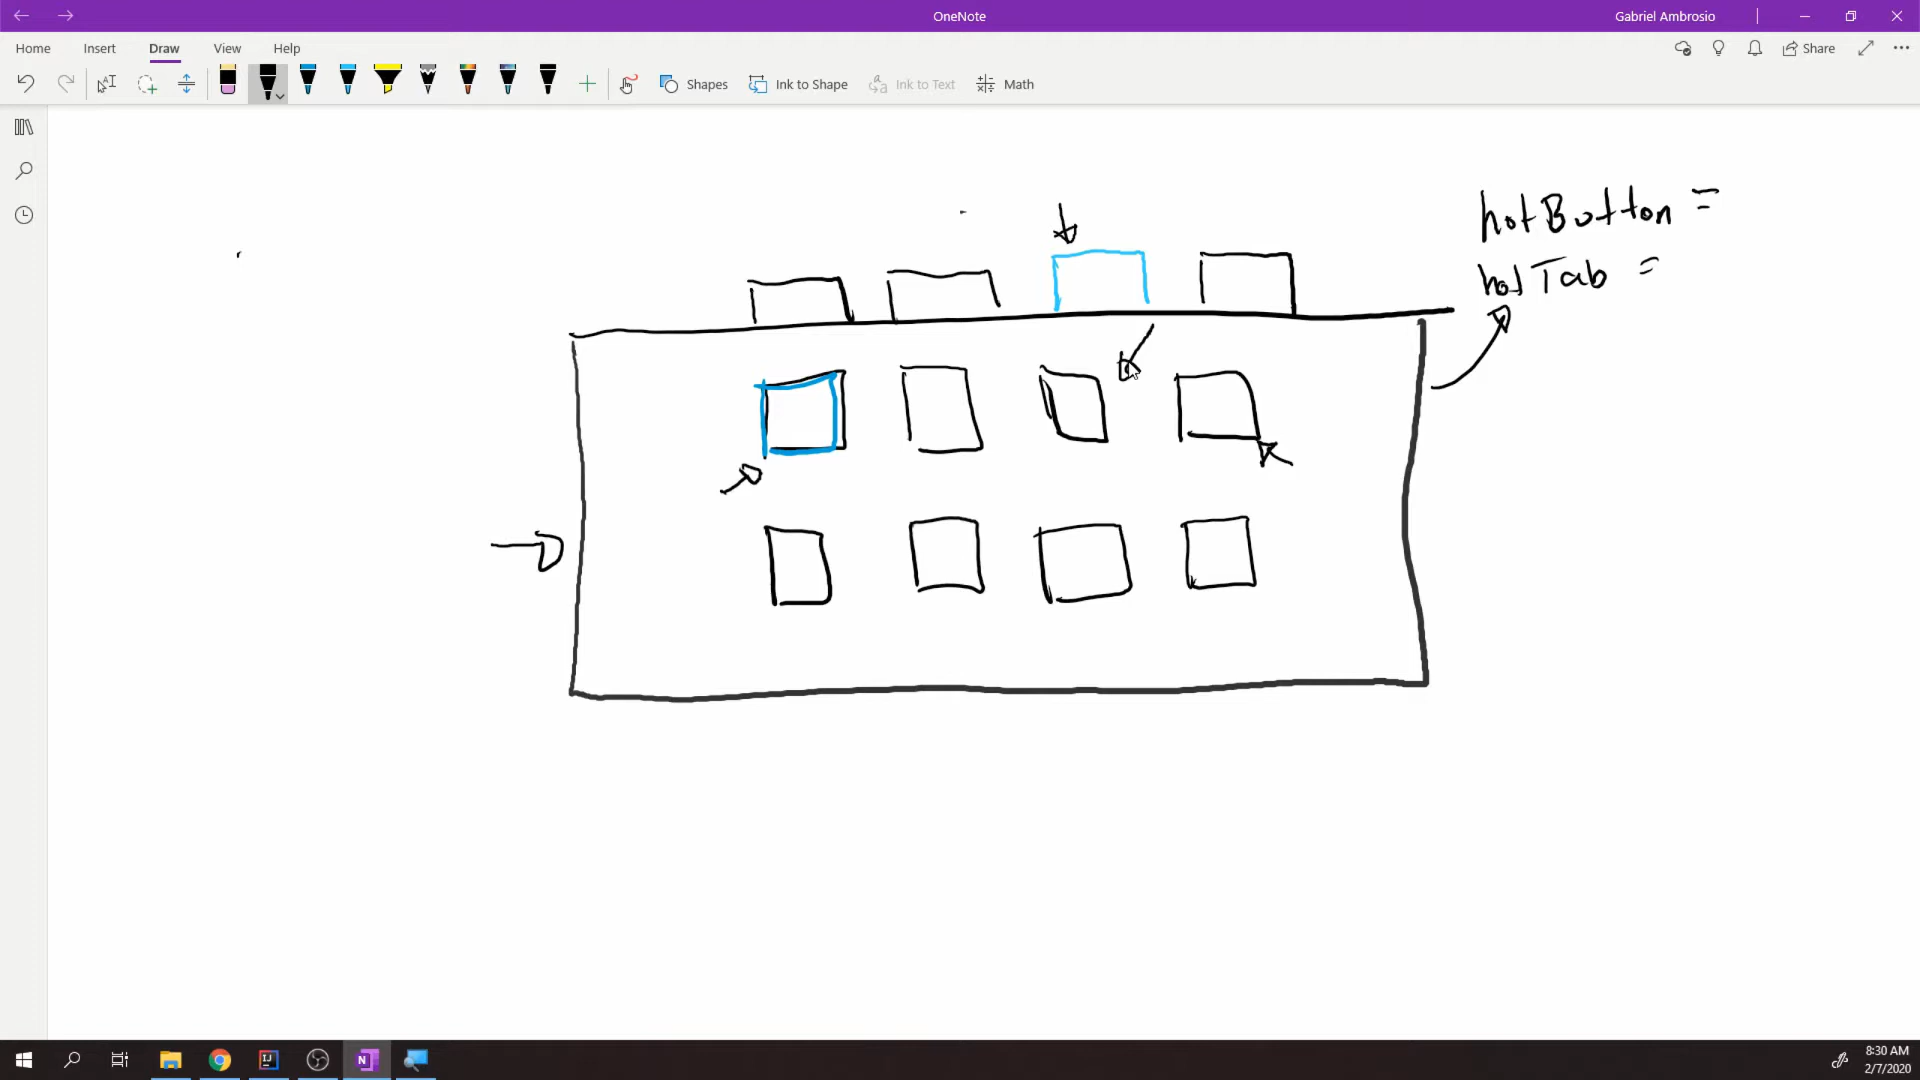 OneNote
Gabriel Ambrosio
Home Insert Draw View Help
Share
Shapes Ink to Shape Ink to Text Math
hotButton =
hotTab =
8:30 AM
2/7/2020